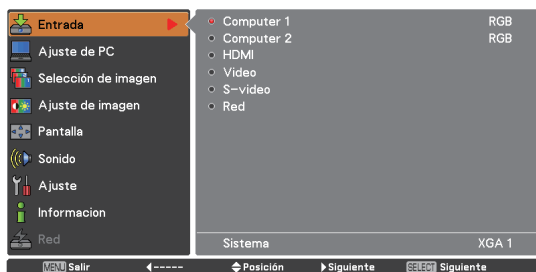 Entrada
Ajuste de PC
Selección de imagen
Ajuste de imagen
Pantalla
Sonido
Ajuste
Informacion
Red
Computer 1 RGB
Computer 2 RGB
HDMI
Video
S-video
Red
Sistema XGA 1
MENU Salir ◀----- Posición ▶Siguiente SELECT Siguiente